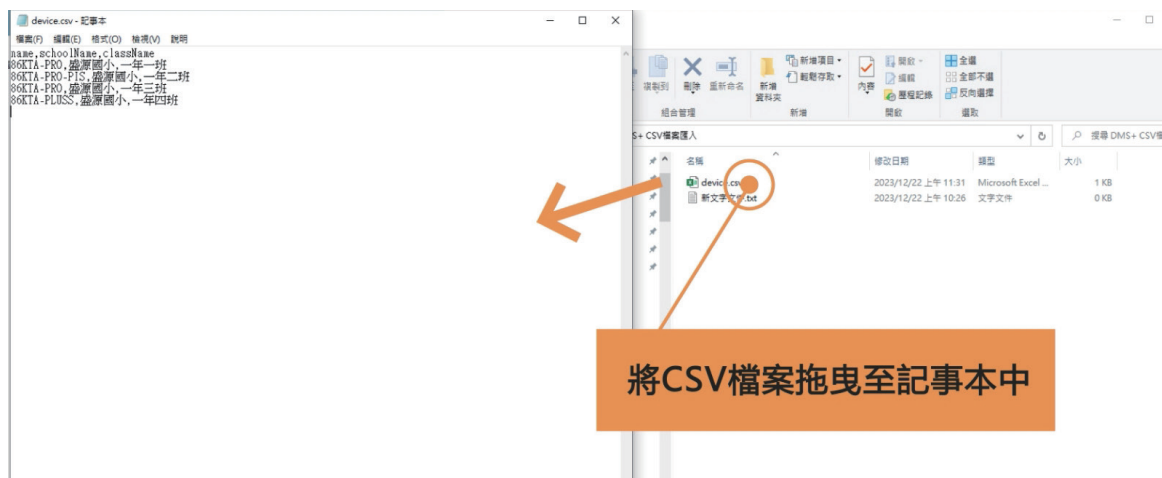 device.csv - 記事本
檔案(F) 編輯(E) 格式(O) 檢視(V) 說明
name,schoolName,className
86KTA-PRO,盛源國小,一年一班
86KTA-PRO-PIS,盛源國小,一年二班
86KTA-PRO,盛源國小,一年三班
86KTA-PLUSS,盛源國小,一年四班
複製到
刪除
重新命名
新增
資料夾
新增項目
輕鬆存取
內容
開啟
編輯
歷程記錄
全選
全部不選
反向選擇
組合管理
新增
開啟
選取
S+ CSV檔案匯入
搜尋 DMS+ CSV檔
名稱
修改日期
類型
大小
device.csv
2023/12/22 上午 11:31
Microsoft Excel ...
1 KB
新文字文件.txt
2023/12/22 上午 10:26
文字文件
0 KB
將CSV檔案拖曳至記事本中